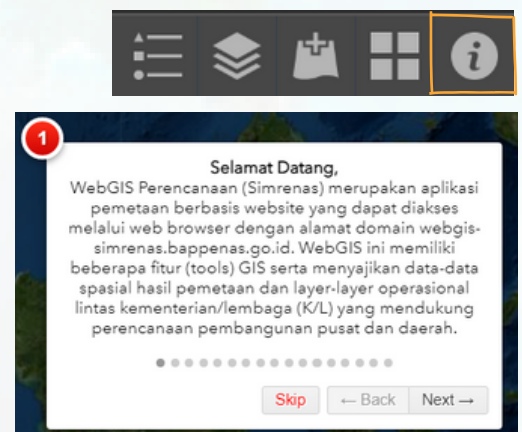 i
1
Selamat Datang,
WebGIS Perencanaan (Simrenas) merupakan aplikasi
pemetaan berbasis website yang dapat diakses
melalui web browser dengan alamat domain webgis-
simrenas.bappenas.go.id. WebGIS ini memiliki
beberapa fitur (tools) GIS serta menyajikan data-data
spasial hasil pemetaan dan layer-layer operasional
lintas kementerian/lembaga (K/L) yang mendukung
perencanaan pembangunan pusat dan daerah.
Skip
← Back
Next →